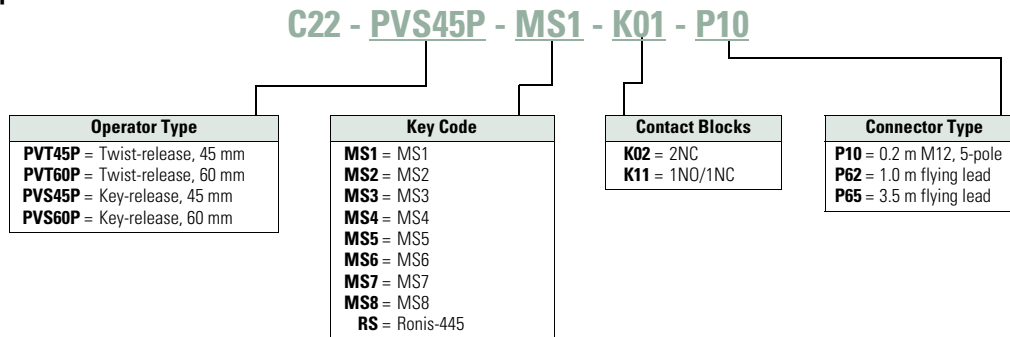 C22 - PVS45P - MS1 - K01 - P10
Operator Type
PVT45P = Twist-release, 45 mm
PVT60P = Twist-release, 60 mm
PVS45P = Key-release, 45 mm
PVS60P = Key-release, 60 mm
Key Code
MS1 = MS1
MS2 = MS2
MS3 = MS3
MS4 = MS4
MS5 = MS5
MS6 = MS6
MS7 = MS7
MS8 = MS8
RS = Ronis-445
Contact Blocks
K02 = 2NC
K11 = 1NO/1NC
Connector Type
P10 = 0.2 m M12, 5-pole
P62 = 1.0 m flying lead
P65 = 3.5 m flying lead